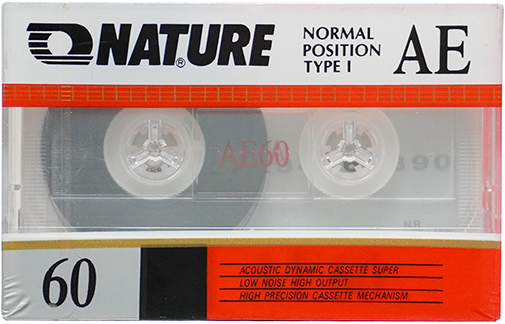 NATURE®
NORMAL
POSITION
TYPE I
AE
AE60
N.R.
60
ACOUSTIC DYNAMIC CASSETTE SUPER
LOW NOISE HIGH OUTPUT
HIGH PRECISION CASSETTE MECHANISM